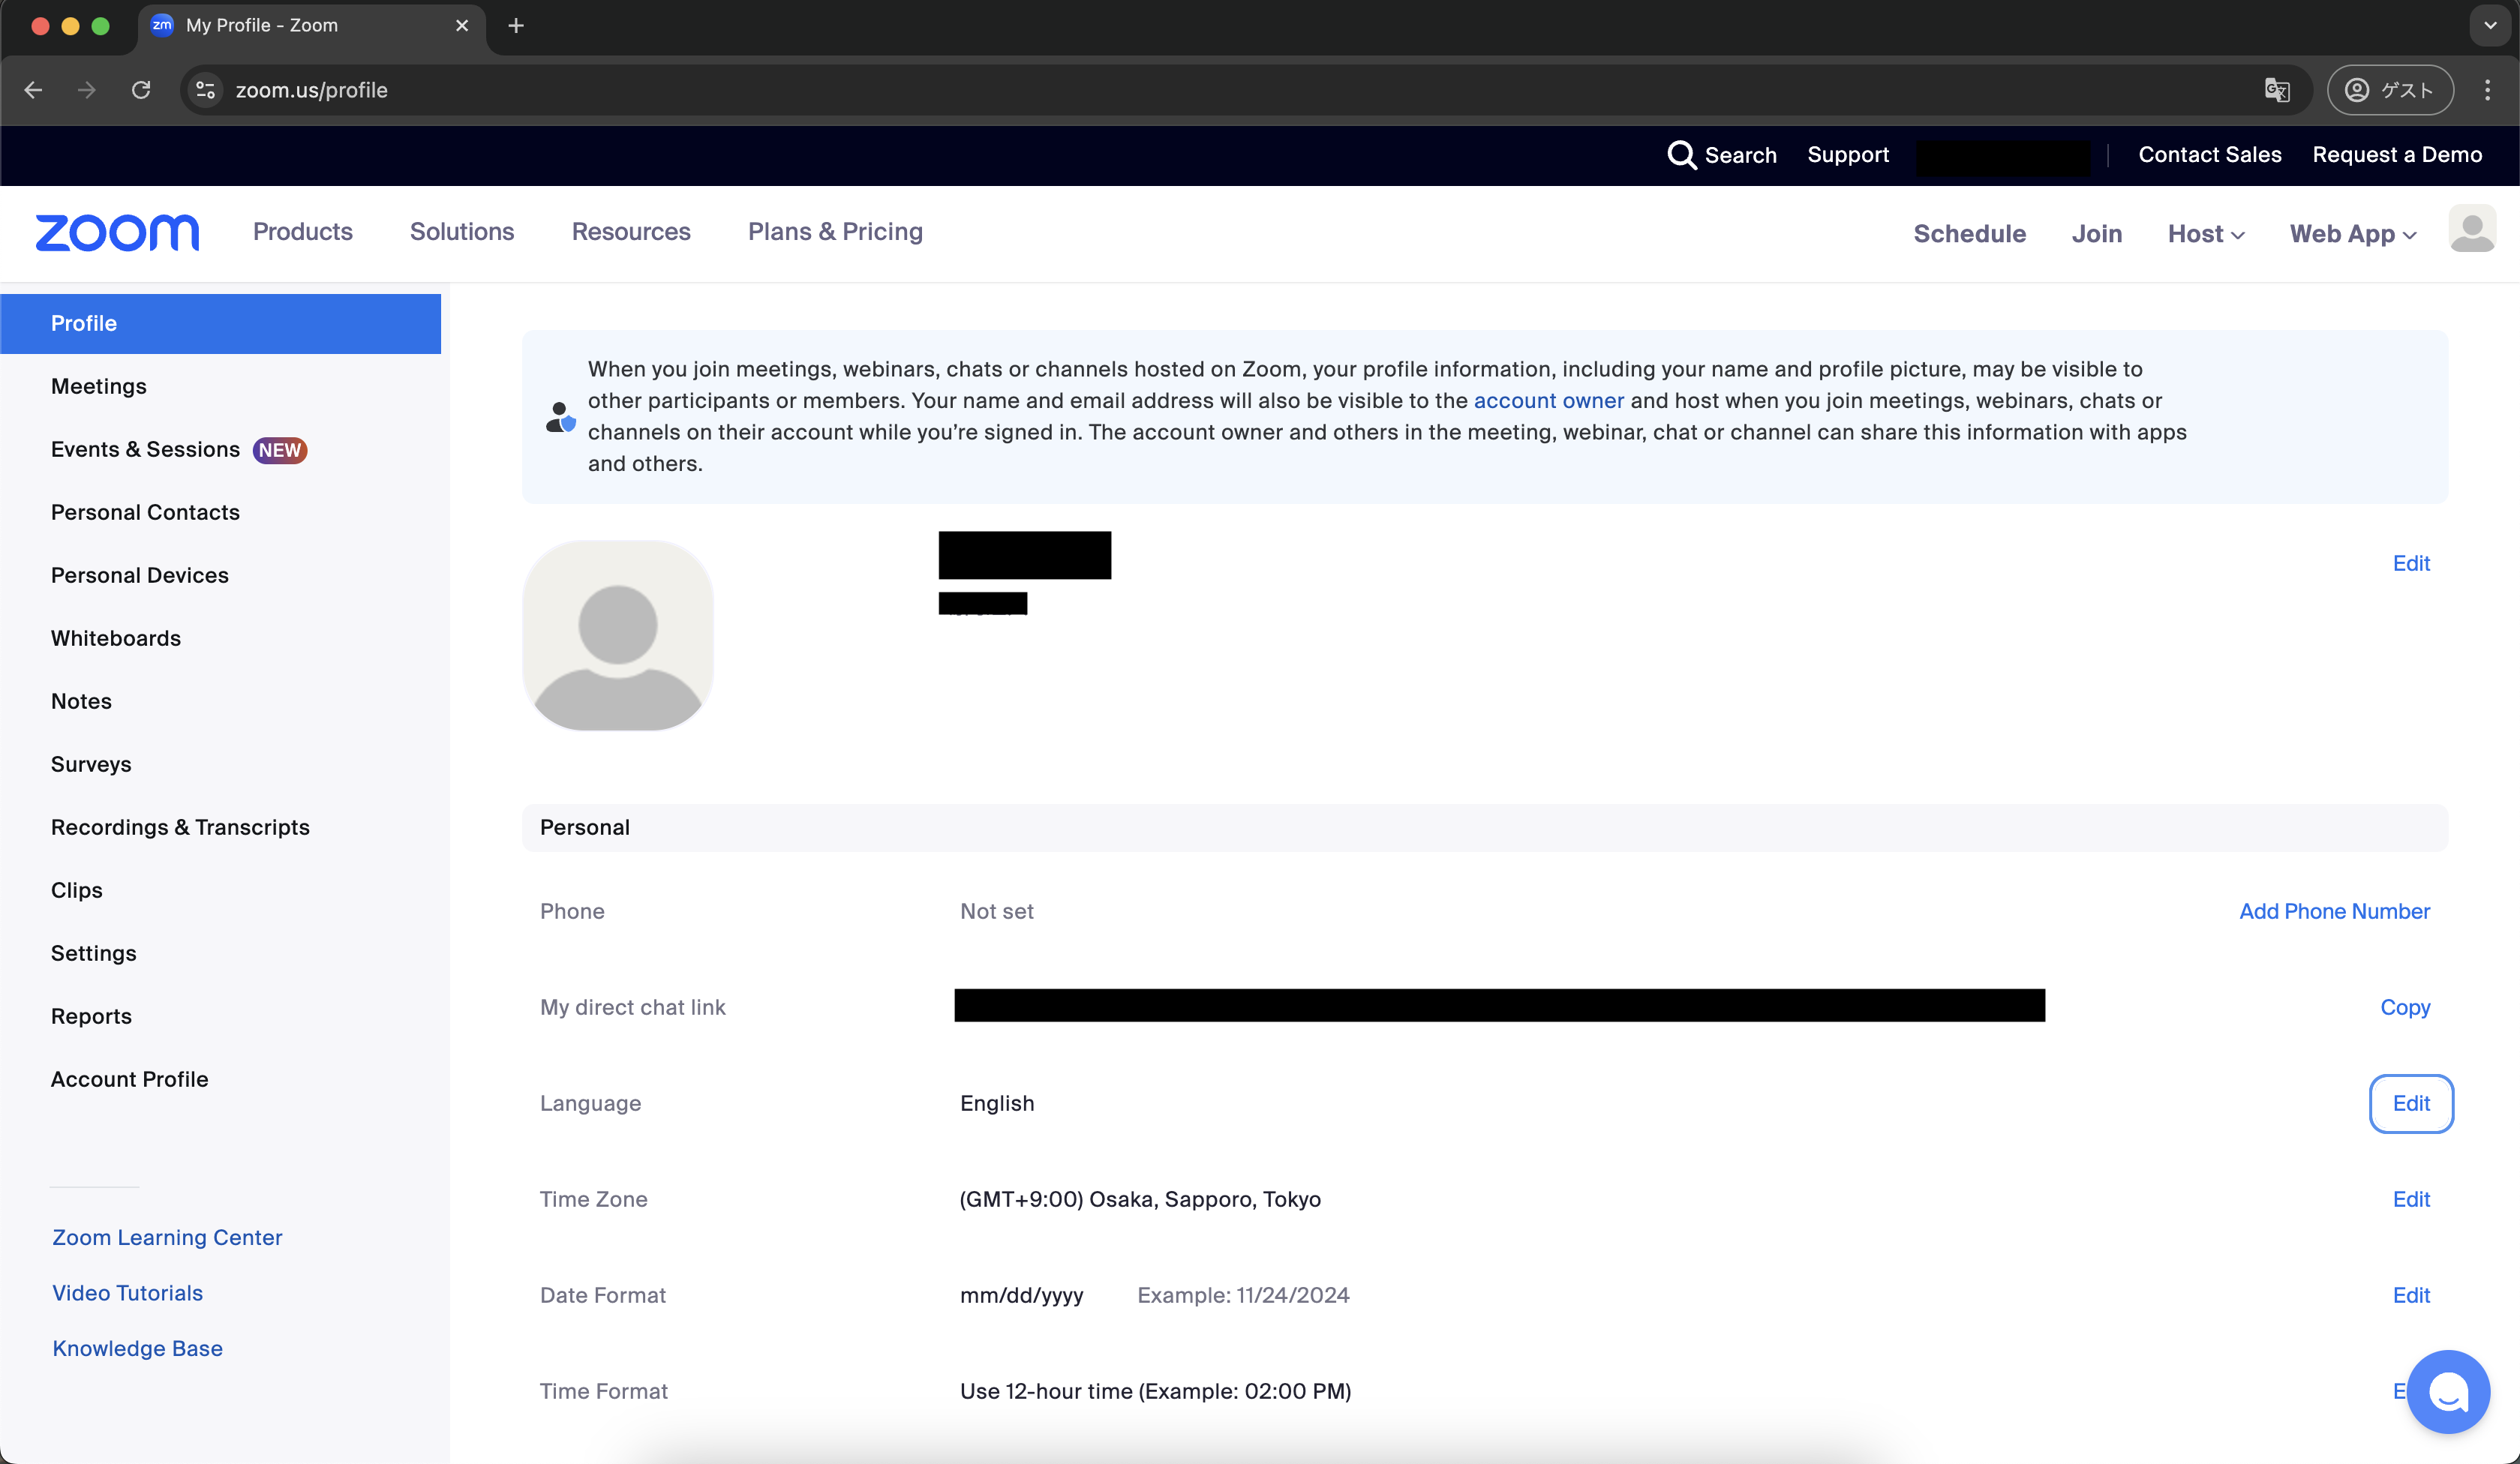 My Profile - Zoom
zoom.us/profile
ゲスト
Search
Support
Contact Sales
Request a Demo
zoom
Products
Solutions
Resources
Plans & Pricing
Schedule
Join
Host
Web App
Profile
Meetings
Events & Sessions NEW
Personal Contacts
Personal Devices
Whiteboards
Notes
Surveys
Recordings & Transcripts
Clips
Settings
Reports
Account Profile
Zoom Learning Center
Video Tutorials
Knowledge Base
When you join meetings, webinars, chats or channels hosted on Zoom, your profile information, including your name and profile picture, may be visible to
other participants or members. Your name and email address will also be visible to the account owner and host when you join meetings, webinars, chats or
channels on their account while you’re signed in. The account owner and others in the meeting, webinar, chat or channel can share this information with apps
and others.
Edit
Personal
Phone Not set Add Phone Number
My direct chat link Copy
Language English Edit
Time Zone (GMT+9:00) Osaka, Sapporo, Tokyo Edit
Date Format mm/dd/yyyy Example: 11/24/2024 Edit
Time Format Use 12-hour time (Example: 02:00 PM)